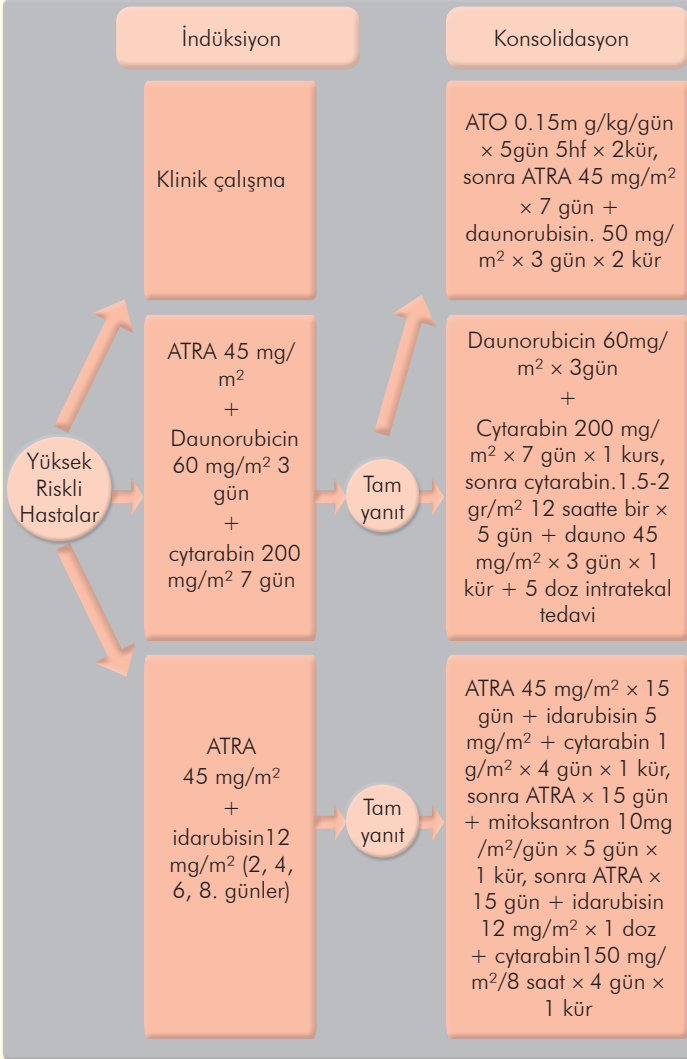 İndüksiyon
Konsolidasyon
Klinik çalışma
ATO 0.15m g/kg/gün
× 5gün 5hf × 2kür,
sonra ATRA 45 mg/m²
× 7 gün +
daunorubisin. 50 mg/
m² × 3 gün × 2 kür
Yüksek
Riskli
Hastalar
ATRA 45 mg/
m²
+
Daunorubicin
60 mg/m² 3
gün
+
cytarabin 200
mg/m² 7 gün
Tam
yanıt
Daunorubicin 60mg/
m² × 3gün
+
Cytarabin 200 mg/
m² × 7 gün × 1 kurs,
sonra cytarabin.1.5-2
gr/m² 12 saatte bir ×
5 gün + dauno 45
mg/m² × 3 gün × 1
kür + 5 doz intratekal
tedavi
ATRA
45 mg/m²
+
idarubisin12
mg/m² (2, 4,
6, 8. günler)
Tam
yanıt
ATRA 45 mg/m² × 15
gün + idarubisin 5
mg/m² + cytarabin 1
g/m² × 4 gün × 1 kür,
sonra ATRA × 15 gün
+ mitoksantron 10mg
/m²/gün × 5 gün ×
1 kür, sonra ATRA ×
15 gün + idarubisin
12 mg/m² × 1 doz
+ cytarabin150 mg/
m²/8 saat × 4 gün ×
1 kür